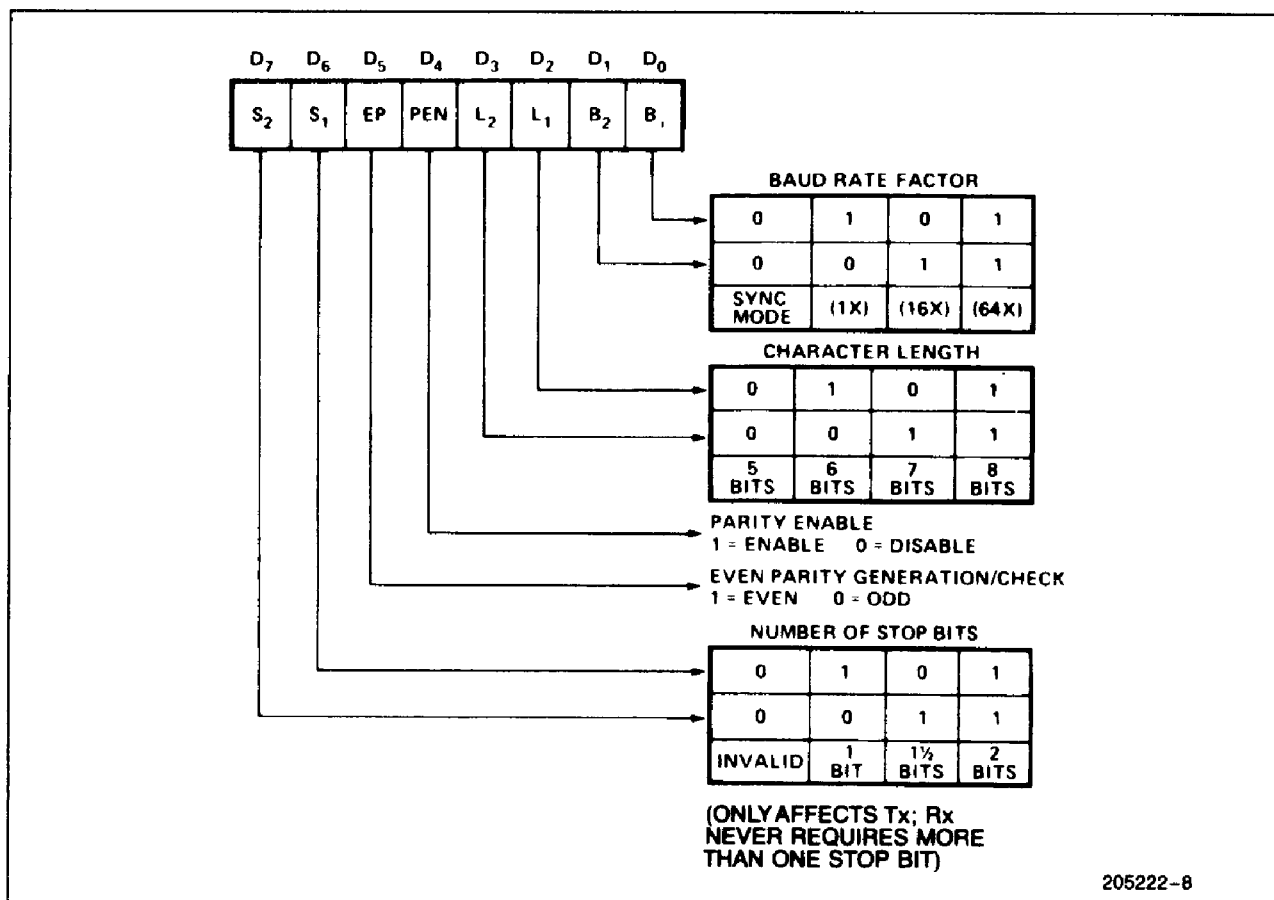 D7 D6 D5 D4 D3 D2 D1 D0
S2 S1 EP PEN L2 L1 B2 B1
BAUD RATE FACTOR
0 1 0 1
0 0 1 1
SYNC MODE (1X) (16X) (64X)
CHARACTER LENGTH
0 1 0 1
0 0 1 1
5 BITS 6 BITS 7 BITS 8 BITS
PARITY ENABLE
1 = ENABLE 0 = DISABLE
EVEN PARITY GENERATION/CHECK
1 = EVEN 0 = ODD
NUMBER OF STOP BITS
0 1 0 1
0 0 1 1
INVALID 1 BIT 1½ BITS 2 BITS
(ONLY AFFECTS Tx; Rx
NEVER REQUIRES MORE
THAN ONE STOP BIT)
205222-8